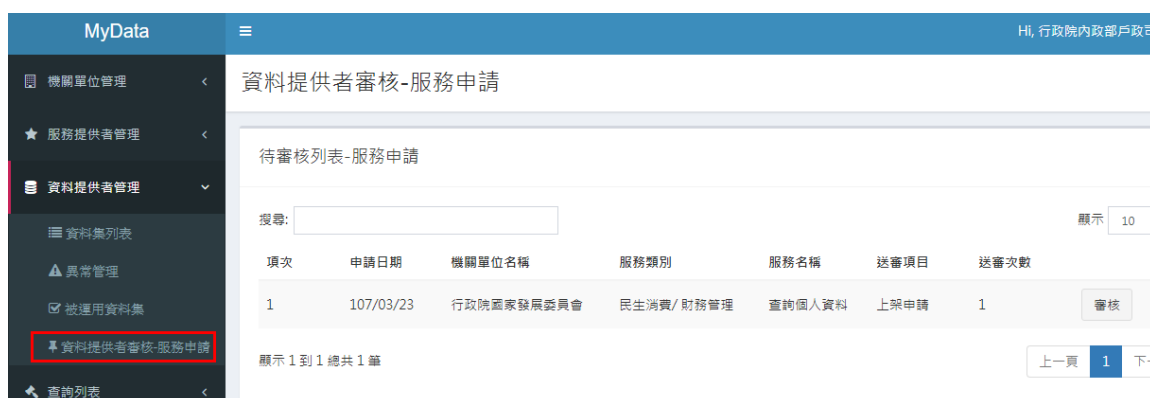 MyData
Hi, 行政院內政部戶政司
機關單位管理
服務提供者管理
資料提供者管理
資料集列表
異常管理
被運用資料集
資料提供者審核-服務申請
查詢列表
資料提供者審核-服務申請
待審核列表-服務申請
搜尋:
顯示 10
項次 申請日期 機關單位名稱 服務類別 服務名稱 送審項目 送審次數
1 107/03/23 行政院國家發展委員會 民生消費/ 財務管理 查詢個人資料 上架申請 1 審核
顯示 1 到 1 總共 1 筆
上一頁 1 下